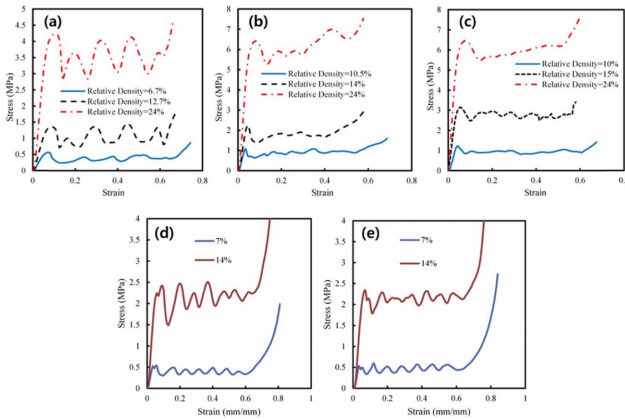 (a)
5
4.5
4
3.5
3
2.5
2
1.5
1
0.5
0
Stress (MPa)
Relative Density=6.7%
Relative Density=12.7%
Relative Density=24%
0 0.2 0.4 0.6 0.8
Strain
(b)
8
7
6
5
4
3
2
1
0
Stress (MPa)
Relative Density=10.5%
Relative Density=14%
Relative Density=24%
0 0.2 0.4 0.6 0.8
Strain
(c)
8
7
6
5
4
3
2
1
0
Stress (MPa)
Relative Density=10%
Relative Density=15%
Relative Density=24%
0 0.2 0.4 0.6 0.8
Strain
(d)
4
3.5
3
2.5
2
1.5
1
0.5
0
Stress (MPa)
7%
14%
0 0.2 0.4 0.6 0.8 1
Strain (mm/mm)
(e)
4
3.5
3
2.5
2
1.5
1
0.5
0
Stress (MPa)
7%
14%
0 0.2 0.4 0.6 0.8 1
Strain (mm/mm)